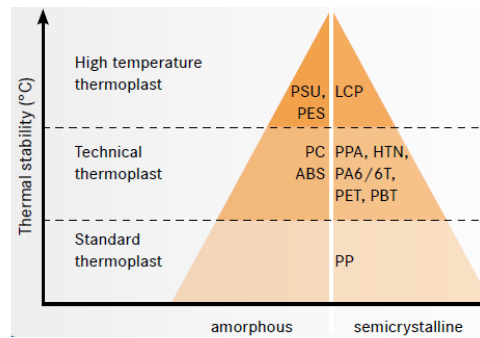 Thermal stability (°C)
High temperature
thermoplast
PSU,
PES
LCP
Technical
thermoplast
PC
ABS
PPA, HTN,
PA6/6T,
PET, PBT
Standard
thermoplast
PP
amorphous
semicrystalline